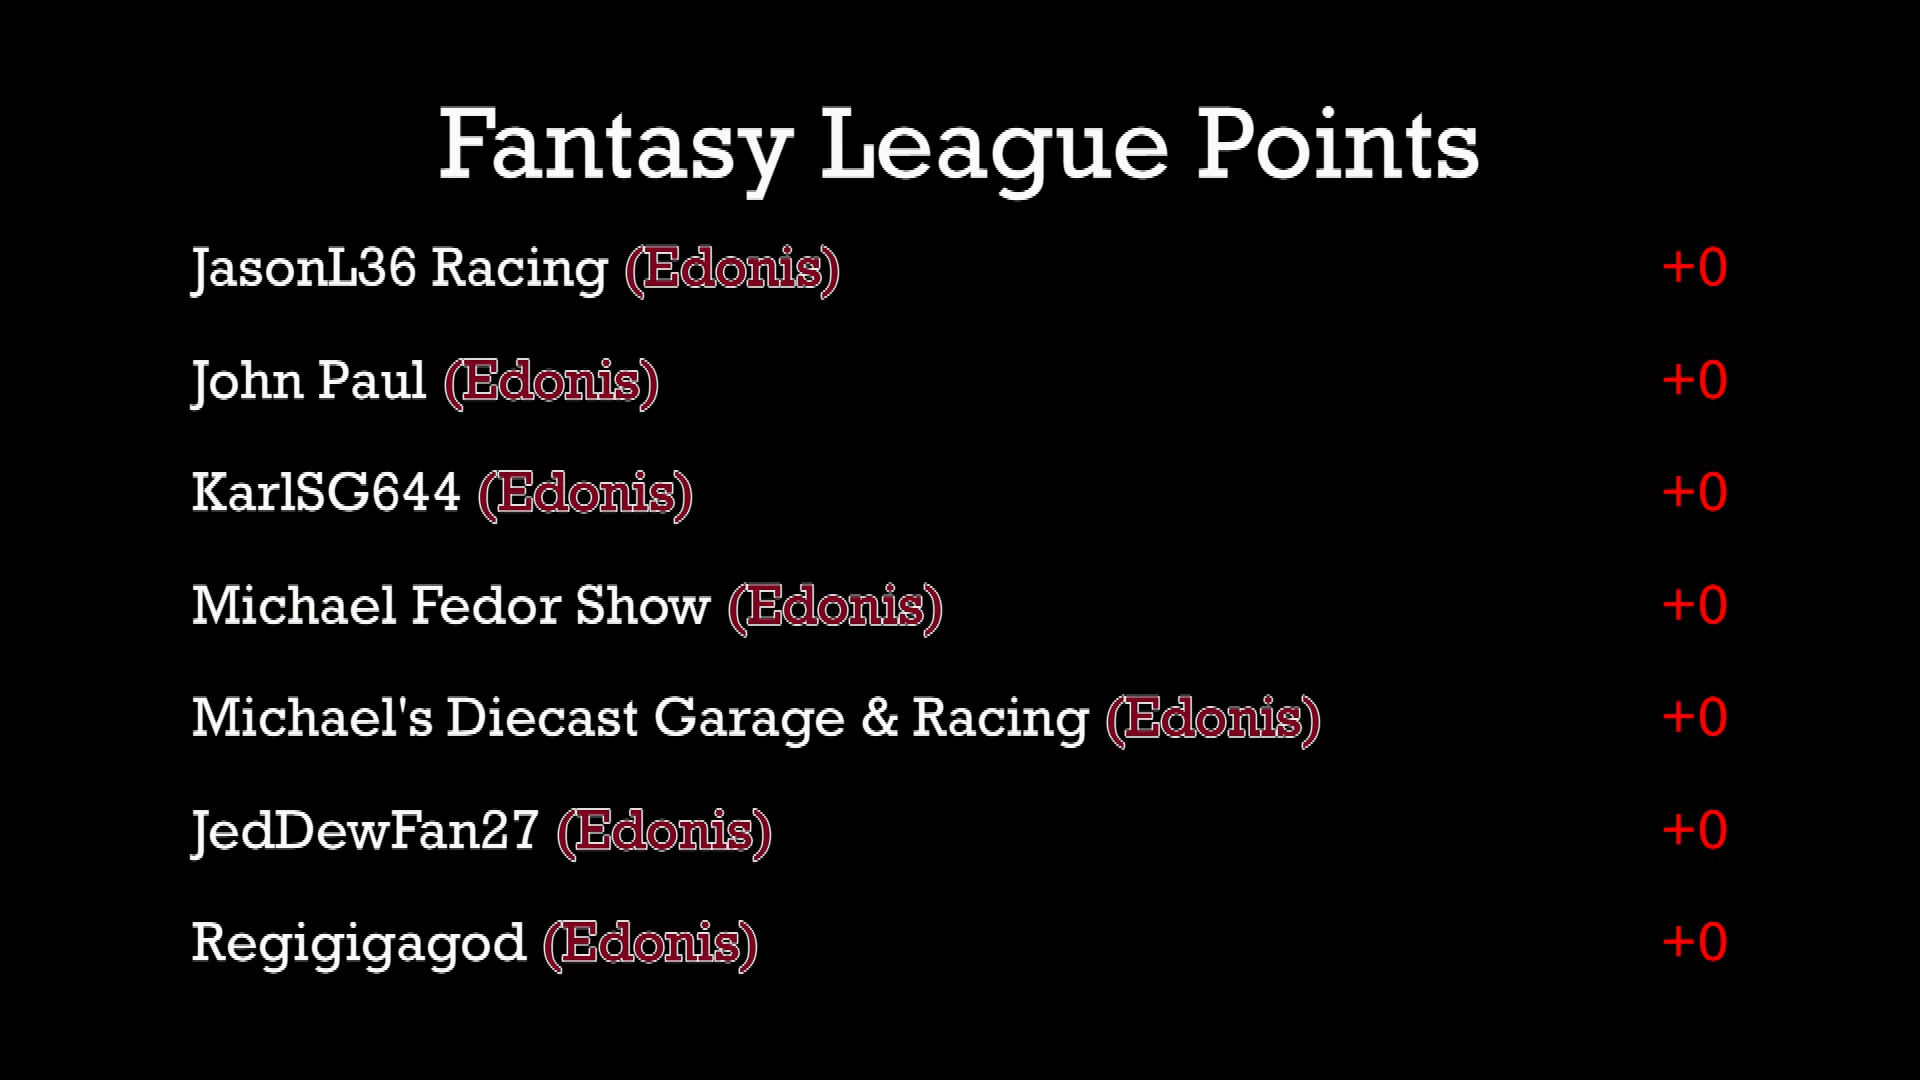 Fantasy League Points
JasonL36 Racing (Edonis) +0
John Paul (Edonis) +0
KarlSG644 (Edonis) +0
Michael Fedor Show (Edonis) +0
Michael's Diecast Garage & Racing (Edonis) +0
JedDewFan27 (Edonis) +0
Regigigagod (Edonis) +0